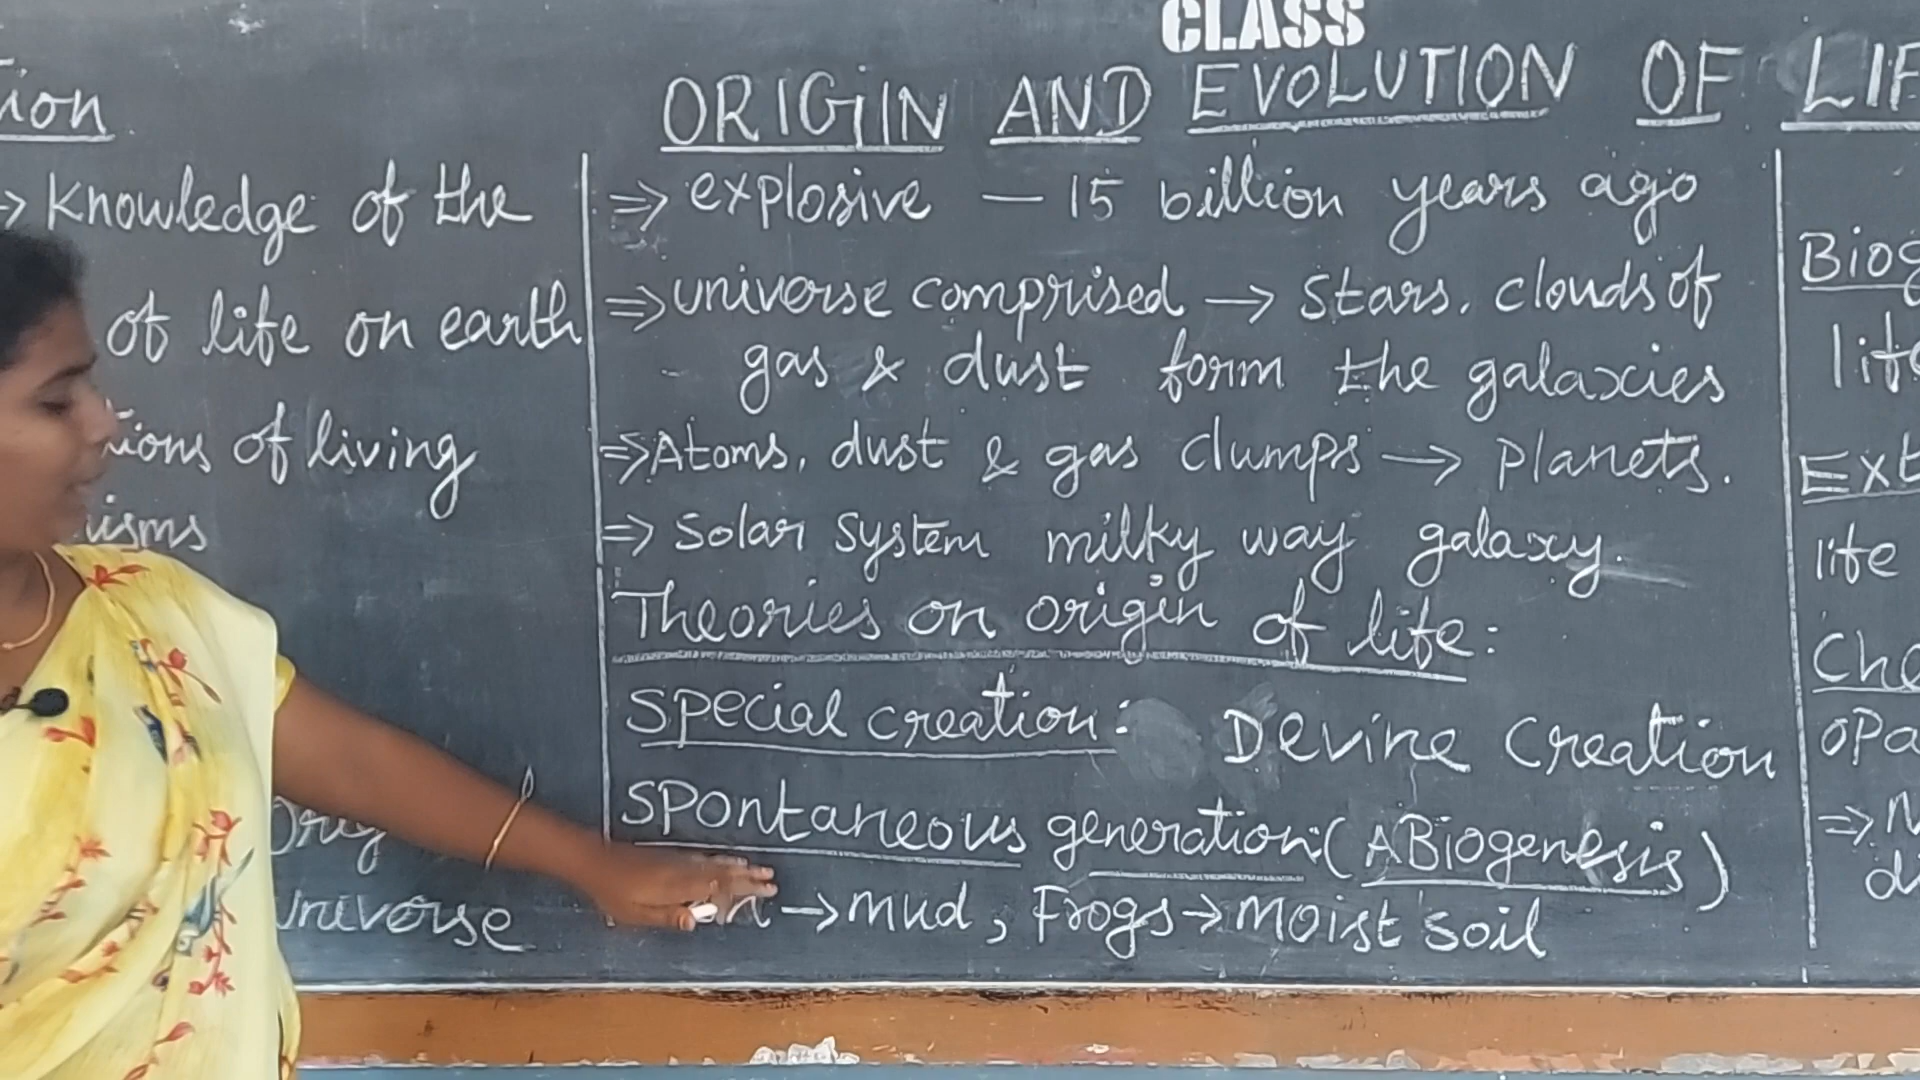 CLASS
ORIGIN AND EVOLUTION OF LIF
tion
→ Knowledge of the
of life on earth
of living
isms
Universe
⇒ explosive — 15 billion years ago
⇒ universe comprised → Stars, clouds of
gas & dust form the galaxies
⇒ Atoms, dust & gas clumps → Planets.
⇒ Solar system milky way galaxy.
Theories on origin of life:
Special creation: Devine Creation
Spontaneous generation: (ABiogenesis)
→ mud, Frogs → Moist soil
Biog
life
Ext
life
Che
opa
⇒ N
di